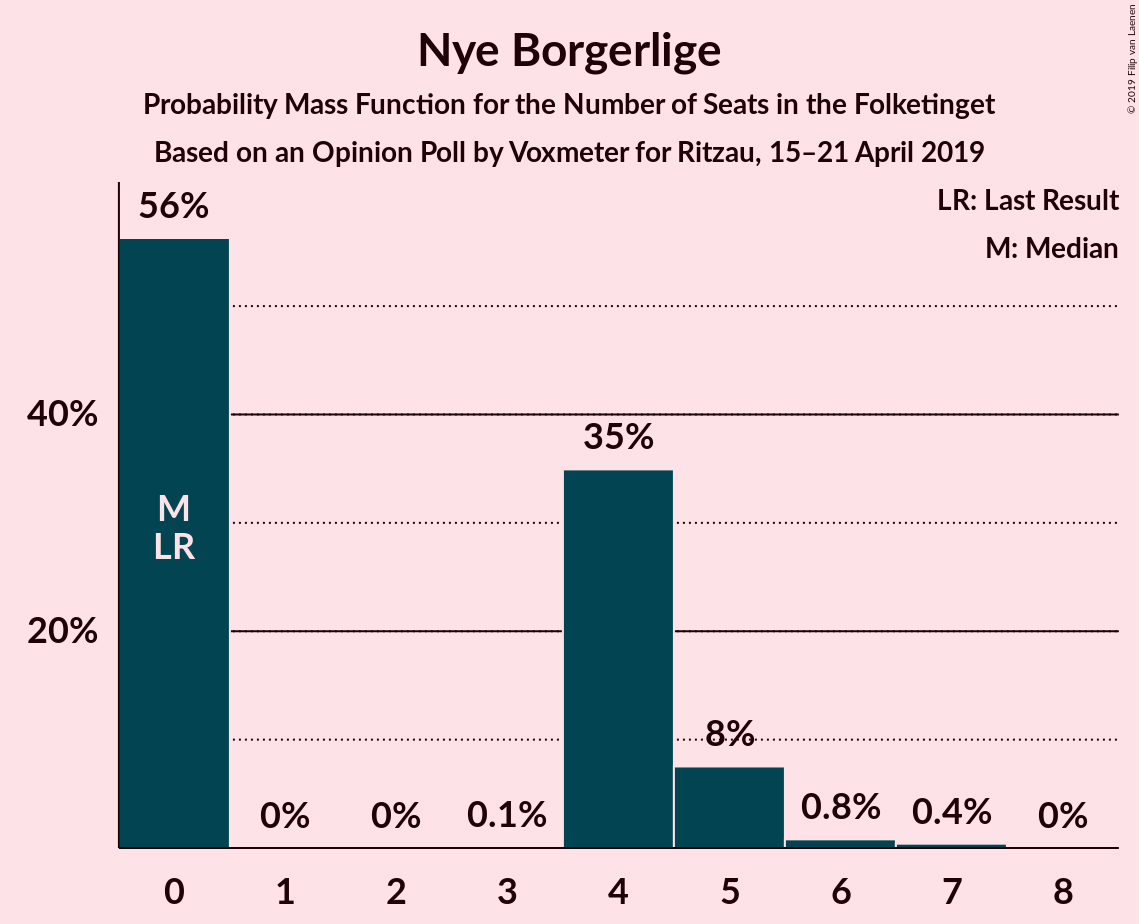 Nye Borgerlige
Probability Mass Function for the Number of Seats in the Folketinget
Based on an Opinion Poll by Voxmeter for Ritzau, 15–21 April 2019
© 2019 Filip van Laenen
LR: Last Result
M: Median
56%
40%
35%
M
LR
20%
8%
0%
0%
0.1%
0.8%
0.4%
0%
0 1 2 3 4 5 6 7 8